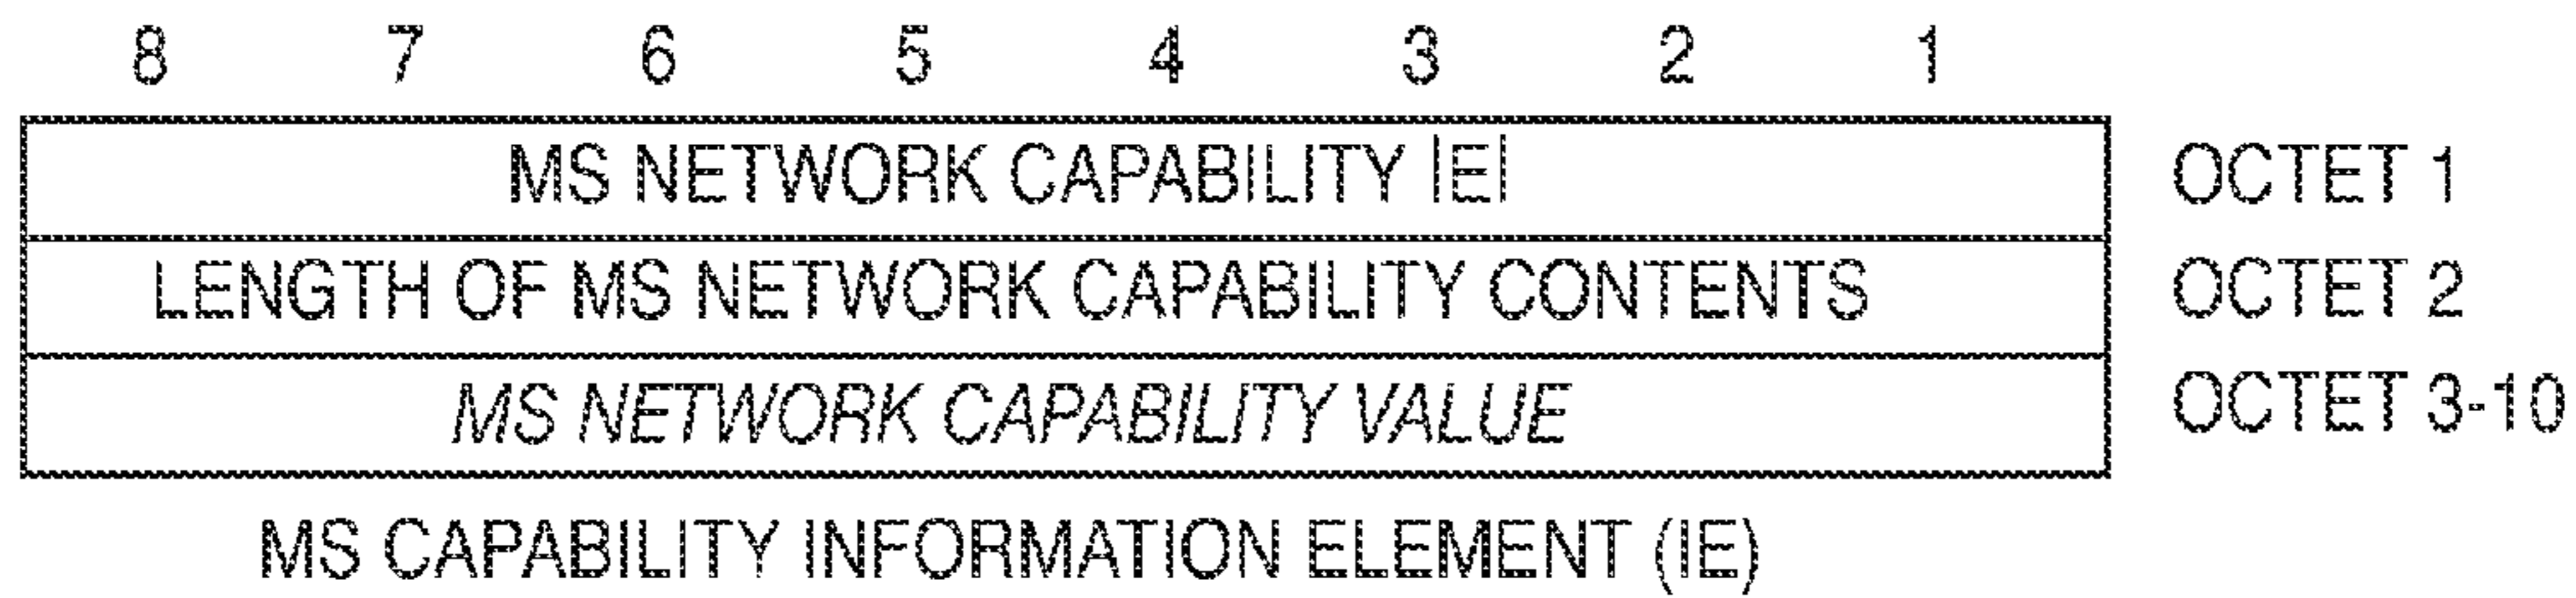 8 7 6 5 4 3 2 1
MS NETWORK CAPABILITY IEI OCTET 1
LENGTH OF MS NETWORK CAPABILITY CONTENTS OCTET 2
MS NETWORK CAPABILITY VALUE OCTET 3-10
MS CAPABILITY INFORMATION ELEMENT (IE)